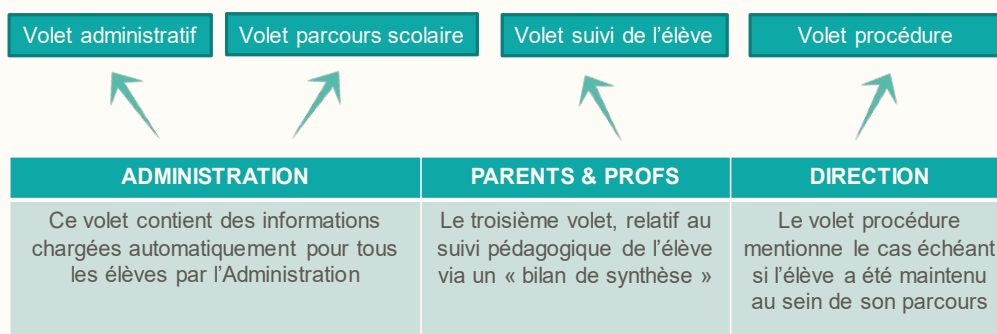 Volet administratif
Volet parcours scolaire
Volet suivi de l'élève
Volet procédure
ADMINISTRATION
PARENTS & PROFS
DIRECTION
Ce volet contient des informations
chargées automatiquement pour tous
les élèves par l'Administration
Le troisième volet, relatif au
suivi pédagogique de l'élève
via un « bilan de synthèse »
Le volet procédure
mentionne le cas échéant
si l'élève a été maintenu
au sein de son parcours